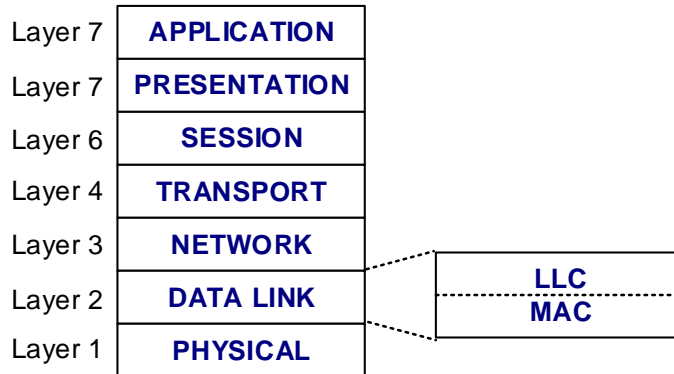 Layer 7 APPLICATION
Layer 7 PRESENTATION
Layer 6 SESSION
Layer 4 TRANSPORT
Layer 3 NETWORK
Layer 2 DATA LINK
Layer 1 PHYSICAL
LLC
MAC